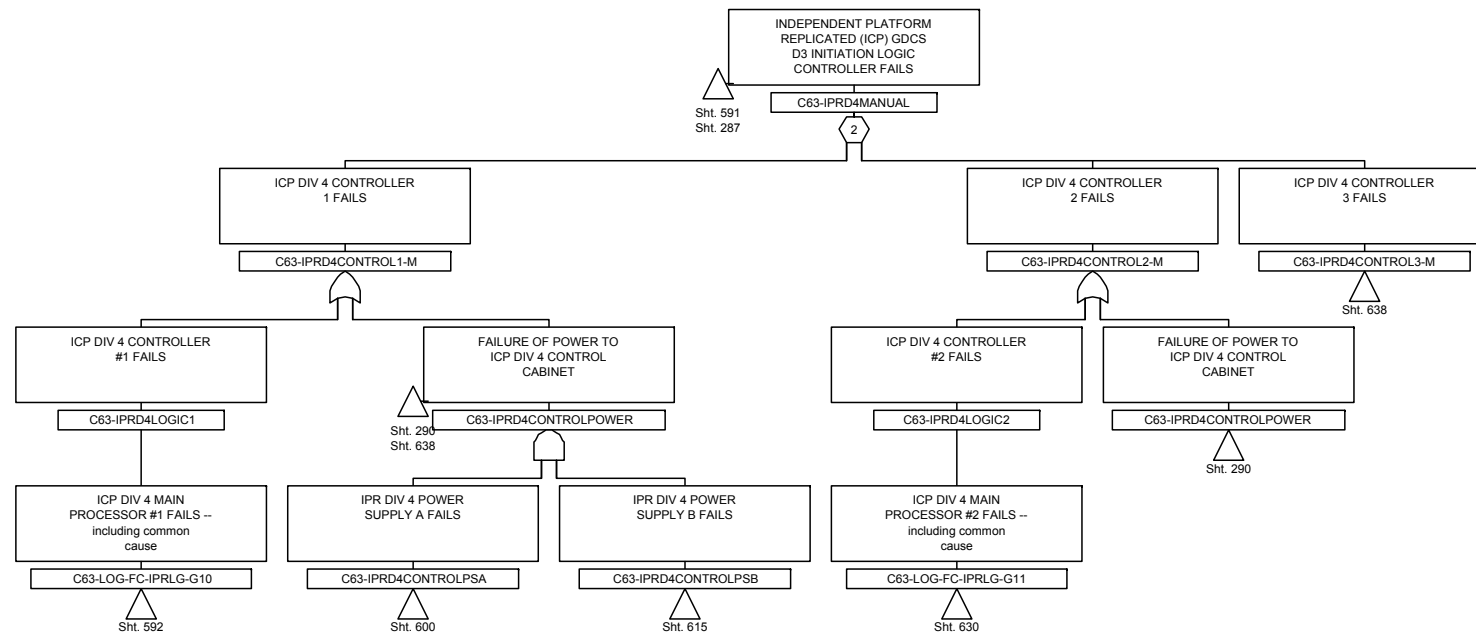 INDEPENDENT PLATFORM
REPLICATED (ICP) GDCS
D3 INITIATION LOGIC
CONTROLLER FAILS
C63-IPRD4MANUAL
Sht. 591
Sht. 287
2
ICP DIV 4 CONTROLLER
1 FAILS
C63-IPRD4CONTROL1-M
ICP DIV 4 CONTROLLER
2 FAILS
C63-IPRD4CONTROL2-M
ICP DIV 4 CONTROLLER
3 FAILS
C63-IPRD4CONTROL3-M
Sht. 638
ICP DIV 4 CONTROLLER
#1 FAILS
C63-IPRD4LOGIC1
FAILURE OF POWER TO
ICP DIV 4 CONTROL
CABINET
C63-IPRD4CONTROLPOWER
Sht. 290
Sht. 638
ICP DIV 4 CONTROLLER
#2 FAILS
C63-IPRD4LOGIC2
FAILURE OF POWER TO
ICP DIV 4 CONTROL
CABINET
C63-IPRD4CONTROLPOWER
Sht. 290
ICP DIV 4 MAIN
PROCESSOR #1 FAILS --
including common
cause
C63-LOG-FC-IPRLG-G10
Sht. 592
IPR DIV 4 POWER
SUPPLY A FAILS
C63-IPRD4CONTROLPSA
Sht. 600
IPR DIV 4 POWER
SUPPLY B FAILS
C63-IPRD4CONTROLPSB
Sht. 615
ICP DIV 4 MAIN
PROCESSOR #2 FAILS --
including common
cause
C63-LOG-FC-IPRLG-G11
Sht. 630